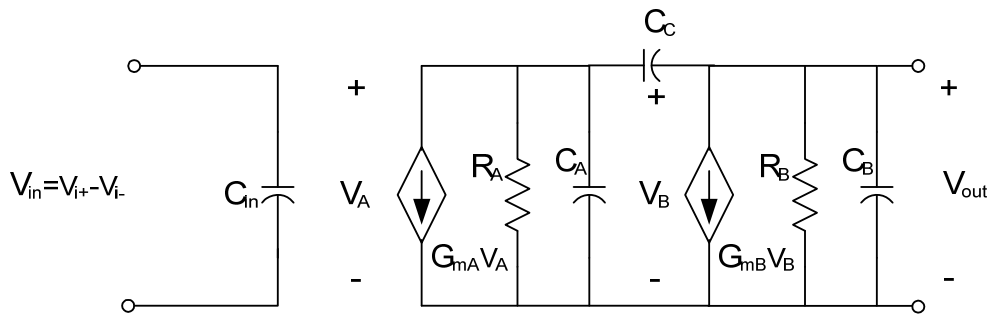 C_C
+
+
+
V_in=V_i+-V_i-
C_in
V_A
R_A
C_A
V_B
R_B
C_B
V_out
-
G_mA V_A
-
G_mB V_B
-